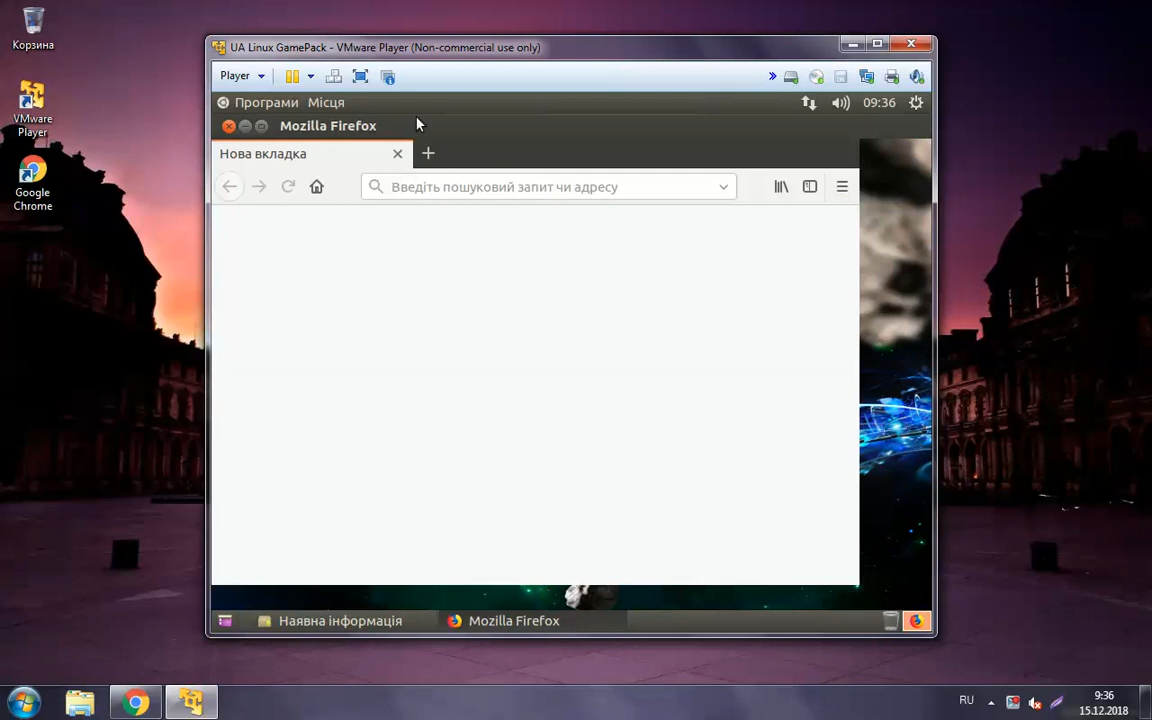 Корзина
VMware
Player
Google
Chrome
UA Linux GamePack - VMware Player (Non-commercial use only)
Player
Програми Місця
09:36
Mozilla Firefox
Нова вкладка
Введіть пошуковий запит чи адресу
Наявна інформація
Mozilla Firefox
RU
9:36
15.12.2018